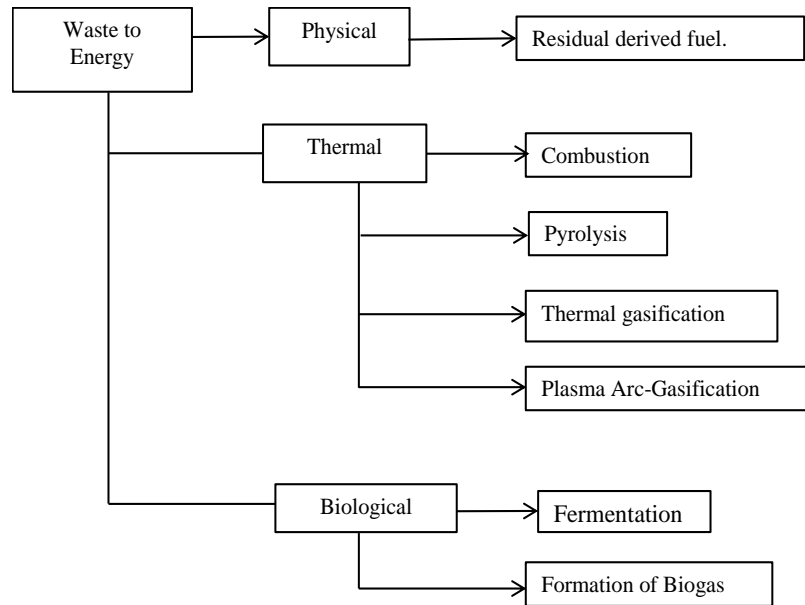 Waste to
Energy
Physical
Residual derived fuel.
Thermal
Combustion
Pyrolysis
Thermal gasification
Plasma Arc-Gasification
Biological
Fermentation
Formation of Biogas